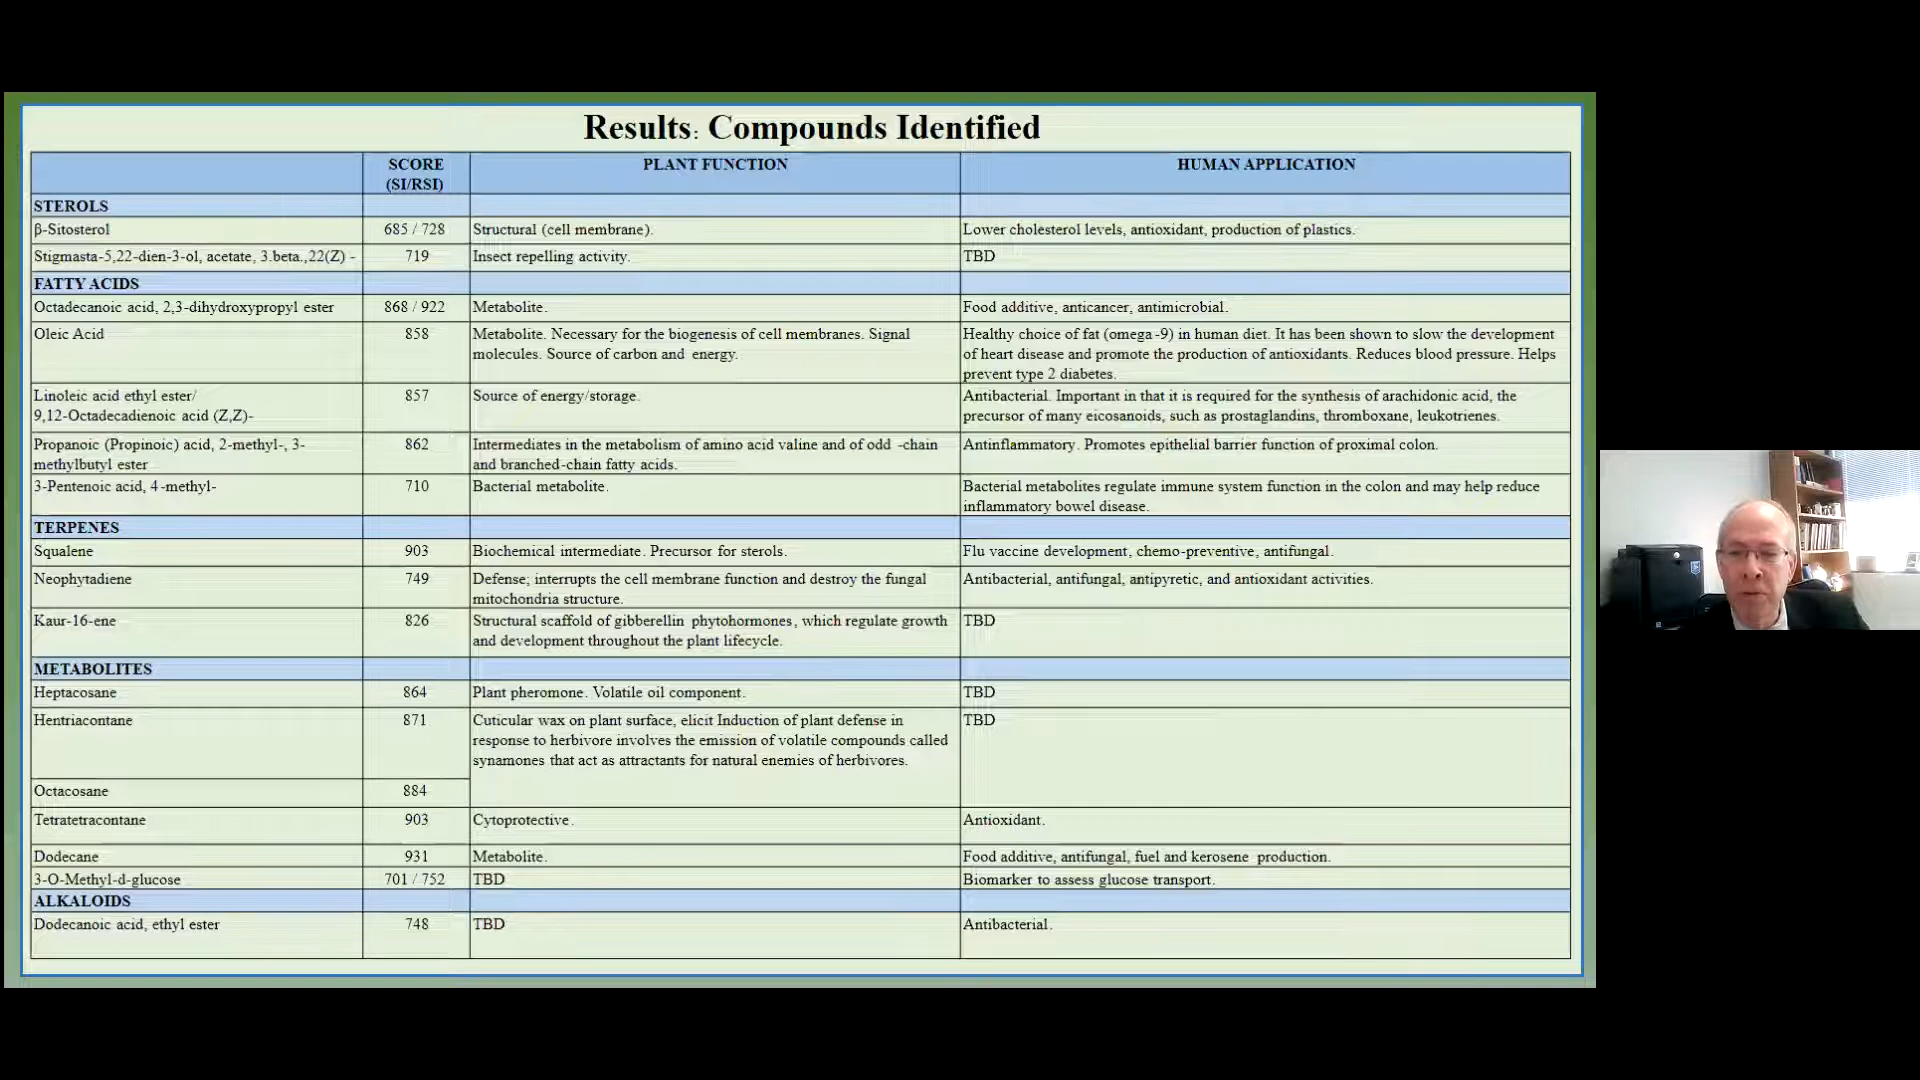 Results: Compounds Identified
SCORE PLANT FUNCTION HUMAN APPLICATION
(SI/RSI)
STEROLS
β-Sitosterol 685 / 728 Structural (cell membrane). Lower cholesterol levels, antioxidant, production of plastics.
Stigmasta-5,22-dien-3-ol, acetate, 3.beta.,22(Z) - 719 Insect repelling activity. TBD
FATTY ACIDS
Octadecanoic acid, 2,3-dihydroxypropyl ester 868 / 922 Metabolite. Food additive, anticancer, antimicrobial.
Oleic Acid 858 Metabolite. Necessary for the biogenesis of cell membranes. Signal Healthy choice of fat (omega-9) in human diet. It has been shown to slow the development
molecules. Source of carbon and energy. of heart disease and promote the production of antioxidants. Reduces blood pressure. Helps
prevent type 2 diabetes.
Linoleic acid ethyl ester/ 857 Source of energy/storage. Antibacterial. Important in that it is required for the synthesis of arachidonic acid, the
9,12-Octadecadienoic acid (Z,Z)- precursor of many eicosanoids, such as prostaglandins, thromboxane, leukotrienes.
Propanoic (Propinoic) acid, 2-methyl-, 3- 862 Intermediates in the metabolism of amino acid valine and of odd -chain Antinflammatory. Promotes epithelial barrier function of proximal colon.
methylbutyl ester and branched-chain fatty acids.
3-Pentenoic acid, 4-methyl- 710 Bacterial metabolite. Bacterial metabolites regulate immune system function in the colon and may help reduce
inflammatory bowel disease.
TERPENES
Squalene 903 Biochemical intermediate. Precursor for sterols. Flu vaccine development, chemo-preventive, antifungal.
Neophytadiene 749 Defense; interrupts the cell membrane function and destroy the fungal Antibacterial, antifungal, antipyretic, and antioxidant activities.
mitochondria structure.
Kaur-16-ene 826 Structural scaffold of gibberellin phytohormones, which regulate growth TBD
and development throughout the plant lifecycle.
METABOLITES
Heptacosane 864 Plant pheromone. Volatile oil component. TBD
Hentriacontane 871 Cuticular wax on plant surface, elicit Induction of plant defense in TBD
response to herbivore involves the emission of volatile compounds called
synamones that act as attractants for natural enemies of herbivores.
Octacosane 884
Tetratetracontane 903 Cytoprotective. Antioxidant.
Dodecane 931 Metabolite. Food additive, antifungal, fuel and kerosene production.
3-O-Methyl-d-glucose 701 / 752 TBD Biomarker to assess glucose transport.
ALKALOIDS
Dodecanoic acid, ethyl ester 748 TBD Antibacterial.